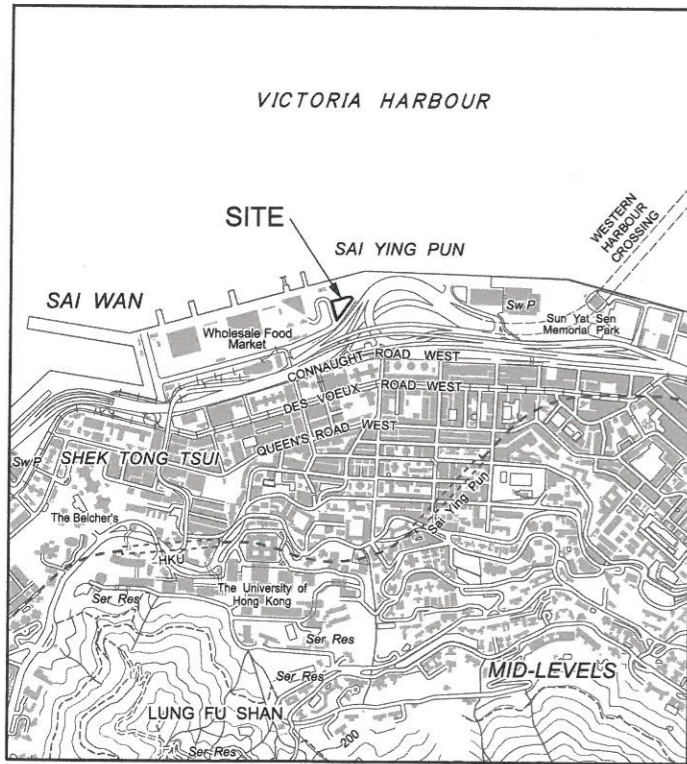 VICTORIA HARBOUR
WESTERN
HARBOUR
CROSSING
SITE
SAI YING PUN
SAI WAN
Sw P
Sun Yat Sen
Memorial Park
Wholesale Food
Market
CONNAUGHT ROAD WEST
DES VOEUX ROAD WEST
QUEEN'S ROAD WEST
Sw P
SHEK TONG TSUI
Sai Ying Pun
The Belcher's
HKU
The University of
Hong Kong
Ser Res
Ser Res
Ser Res
MID-LEVELS
LUNG FU SHAN
200
Ser Res